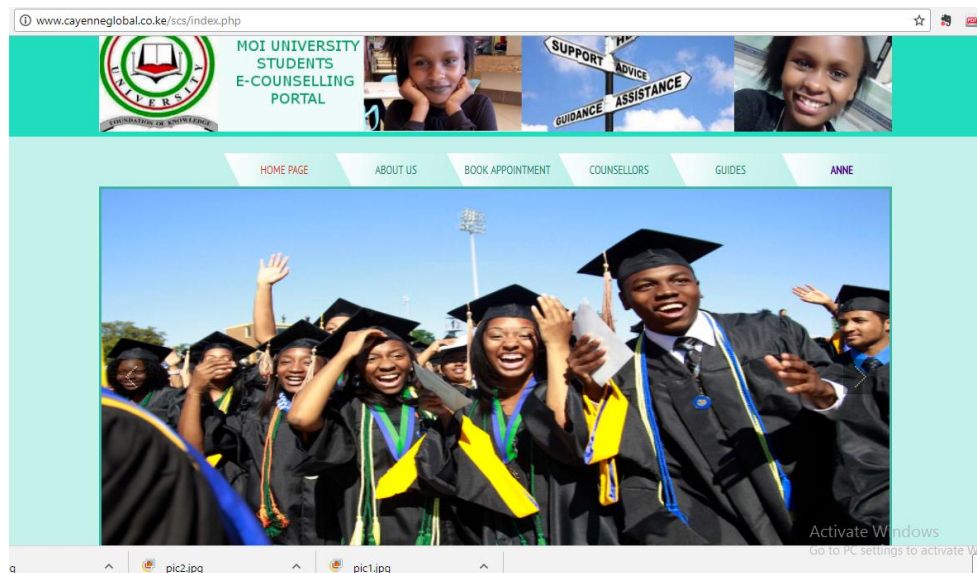 www.cayenneglobal.co.ke/scs/index.php
UNIVERSITY
FOUNDATION OF KNOWLEDGE
MOI UNIVERSITY
STUDENTS
E-COUNSELLING
PORTAL
SUPPORT
ADVICE
GUIDANCE
ASSISTANCE
HOME PAGE
ABOUT US
BOOK APPOINTMENT
COUNSELLORS
GUIDES
ANNE
Activate Windows
Go to PC settings to activate W
pic2.jpg
pic1.jpg